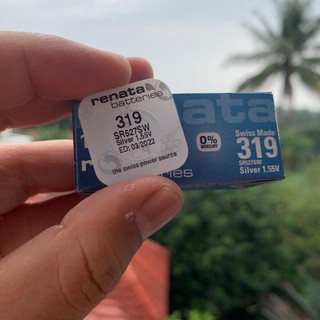 renata
batteries
319
SR527SW
Silver 1.55V
ED: 03/2022
the swiss power source
0%
MERCURY
Swiss Made
319
SR527SW
Silver 1.55V